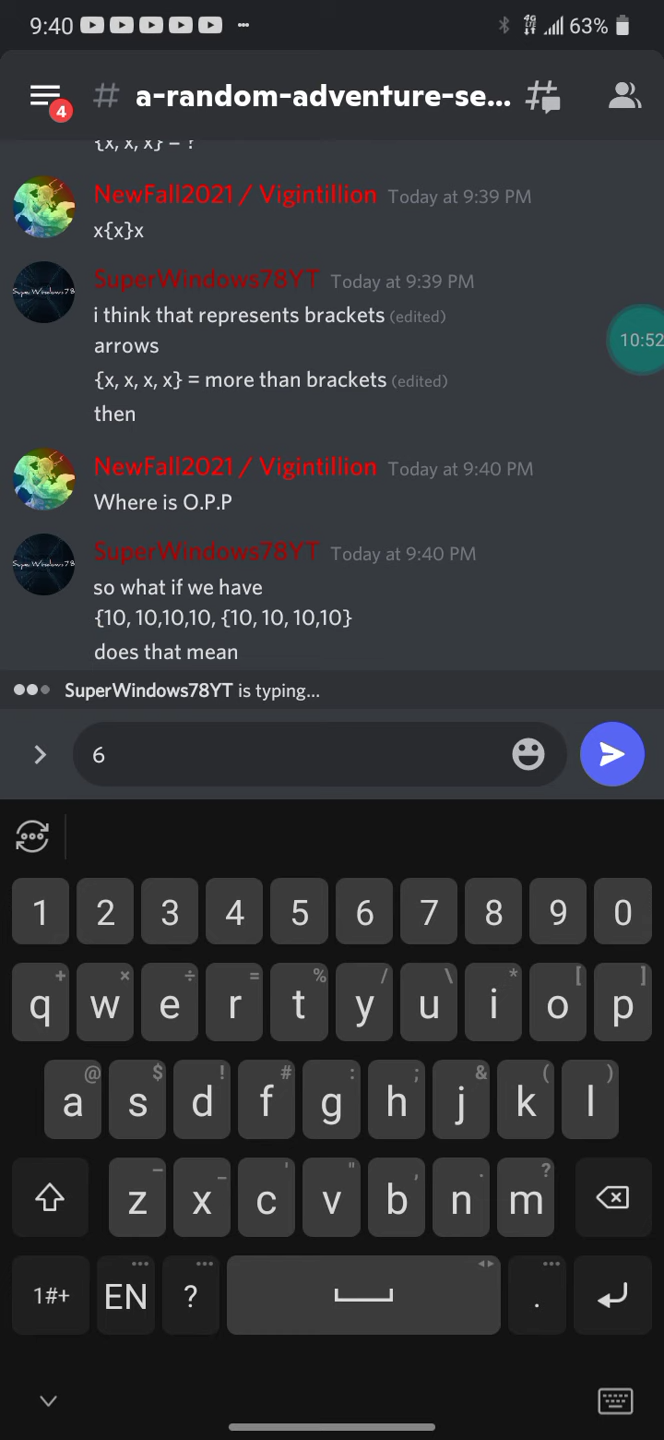 9:40 63%
4
# a-random-adventure-se...
{x, x, x} = ?
NewFall2021 / Vigintillion Today at 9:39 PM
x{x}x
SuperWindows78YT Today at 9:39 PM
i think that represents brackets (edited)
10:52
arrows
{x, x, x, x} = more than brackets (edited)
then
NewFall2021 / Vigintillion Today at 9:40 PM
Where is O.P.P
SuperWindows78YT Today at 9:40 PM
so what if we have
{10, 10,10,10, {10, 10, 10,10}
does that mean
SuperWindows78YT is typing...
6
1 2 3 4 5 6 7 8 9 0
+ × ÷ = % / \ * [ ]
q w e r t y u i o p
@ $ ! # : ; & ( )
a s d f g h j k l
- _ ' " , . ?
z x c v b n m
1#+ EN ? .